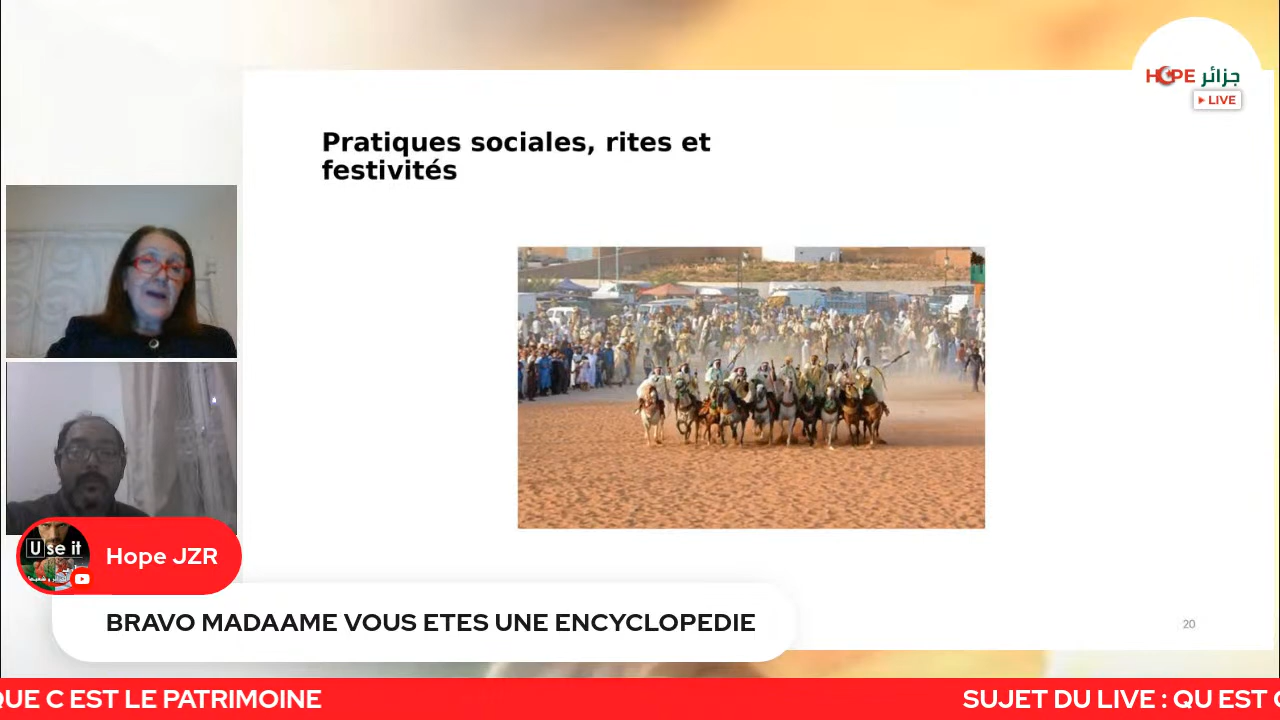 HOPE جزائر
LIVE
Pratiques sociales, rites et
festivités
Use it
Hope JZR
BRAVO MADAAME VOUS ETES UNE ENCYCLOPEDIE
20
QUE C EST LE PATRIMOINE
SUJET DU LIVE : QU EST